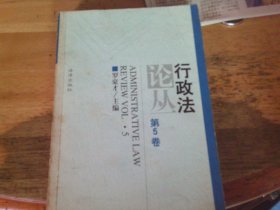 行政法
论丛
第5卷
ADMINISTRATIVE LAW
REVIEW VOL.·5
■罗豪才/主编
法律出版社